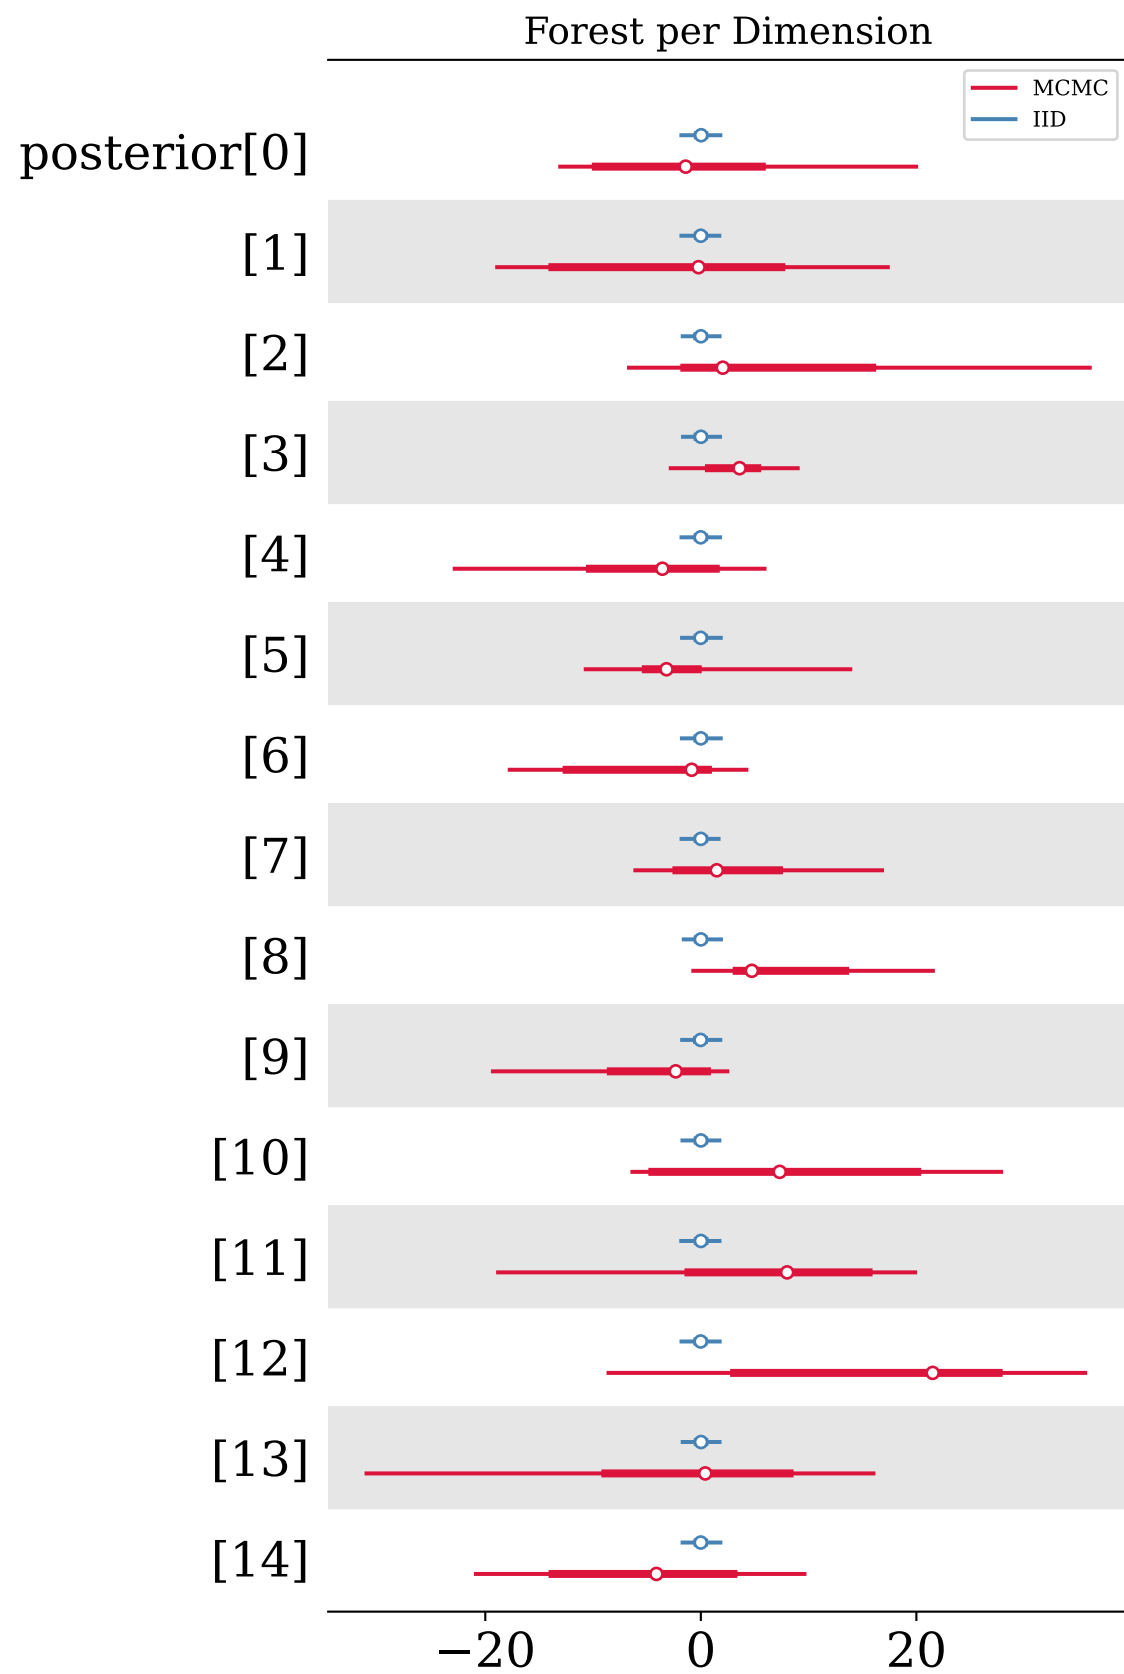 Forest per Dimension
MCMC
IID
posterior[0]
[1]
[2]
[3]
[4]
[5]
[6]
[7]
[8]
[9]
[10]
[11]
[12]
[13]
[14]
−20 0 20